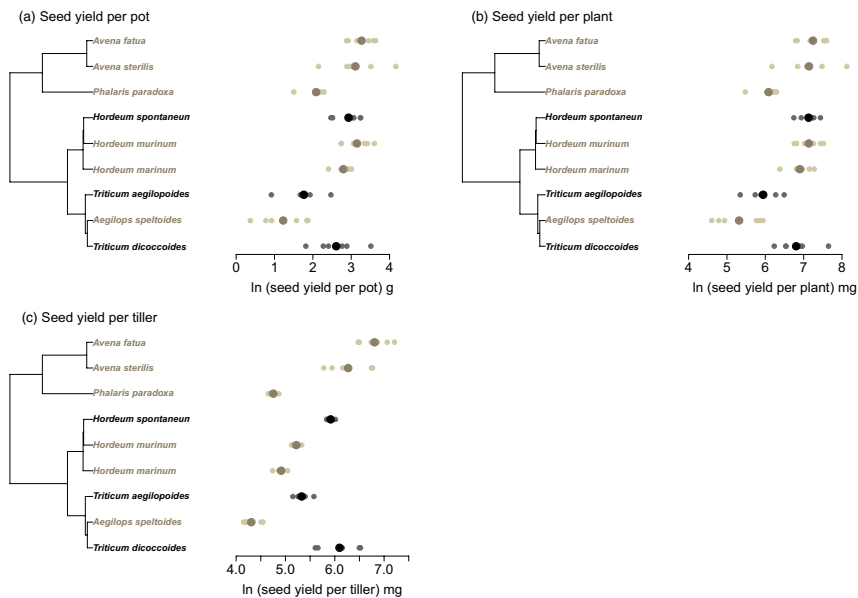 (a) Seed yield per pot
Avena fatua
Avena sterilis
Phalaris paradoxa
Hordeum spontaneun
Hordeum murinum
Hordeum marinum
Triticum aegilopoides
Aegilops speltoides
Triticum dicoccoides
0 1 2 3 4
ln (seed yield per pot) g
(b) Seed yield per plant
Avena fatua
Avena sterilis
Phalaris paradoxa
Hordeum spontaneun
Hordeum murinum
Hordeum marinum
Triticum aegilopoides
Aegilops speltoides
Triticum dicoccoides
4 5 6 7 8
ln (seed yield per plant) mg
(c) Seed yield per tiller
Avena fatua
Avena sterilis
Phalaris paradoxa
Hordeum spontaneun
Hordeum murinum
Hordeum marinum
Triticum aegilopoides
Aegilops speltoides
Triticum dicoccoides
4.0 5.0 6.0 7.0
ln (seed yield per tiller) mg